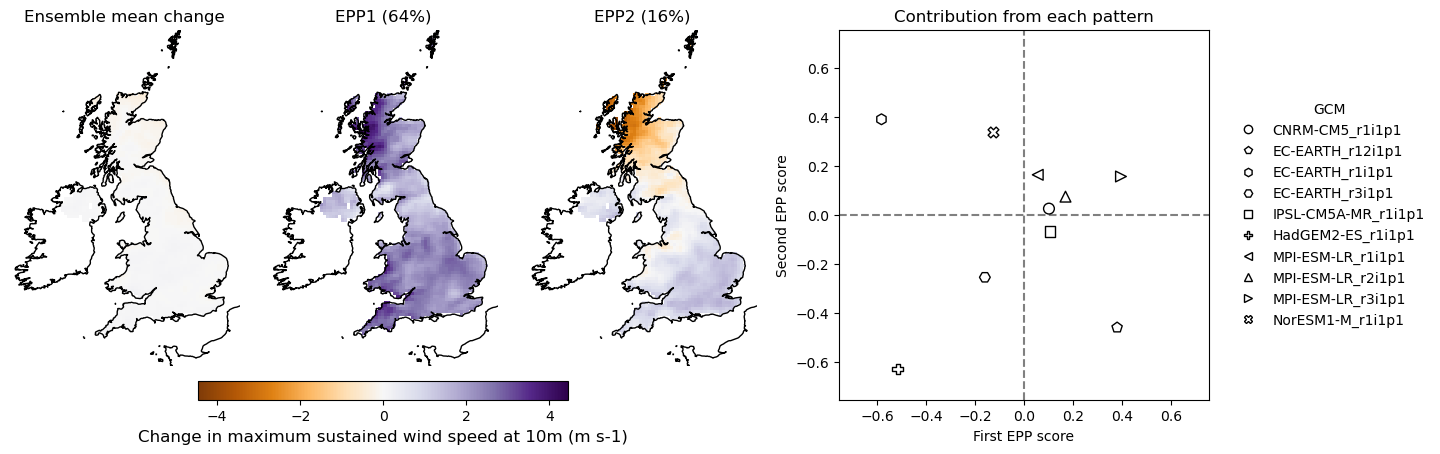 Ensemble mean change
EPP1 (64%)
EPP2 (16%)
−4 −2 0 2 4
Change in maximum sustained wind speed at 10m (m s-1)
Contribution from each pattern
Second EPP score
0.6
0.4
0.2
0.0
−0.2
−0.4
−0.6
−0.6 −0.4 −0.2 0.0 0.2 0.4 0.6
First EPP score
GCM
CNRM-CM5_r1i1p1
EC-EARTH_r12i1p1
EC-EARTH_r1i1p1
EC-EARTH_r3i1p1
IPSL-CM5A-MR_r1i1p1
HadGEM2-ES_r1i1p1
MPI-ESM-LR_r1i1p1
MPI-ESM-LR_r2i1p1
MPI-ESM-LR_r3i1p1
NorESM1-M_r1i1p1